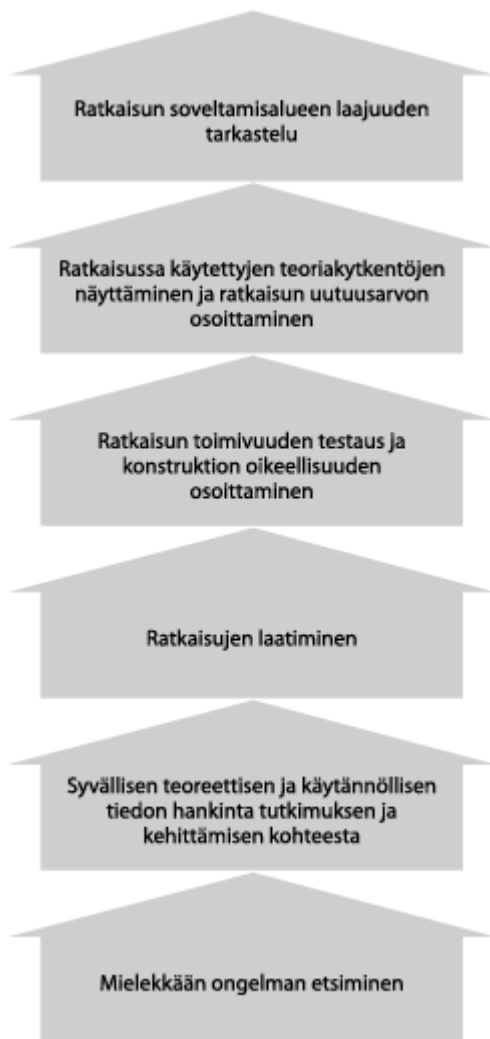 Ratkaisun soveltamisalueen laajuuden
tarkastelu
Ratkaisussa käytettyjen teoriakytkentöjen
näyttäminen ja ratkaisun uutuusarvon
osoittaminen
Ratkaisun toimivuuden testaus ja
konstruktion oikeellisuuden
osoittaminen
Ratkaisujen laatiminen
Syvällisen teoreettisen ja käytännöllisen
tiedon hankinta tutkimuksen ja
kehittämisen kohteesta
Mielekkään ongelman etsiminen